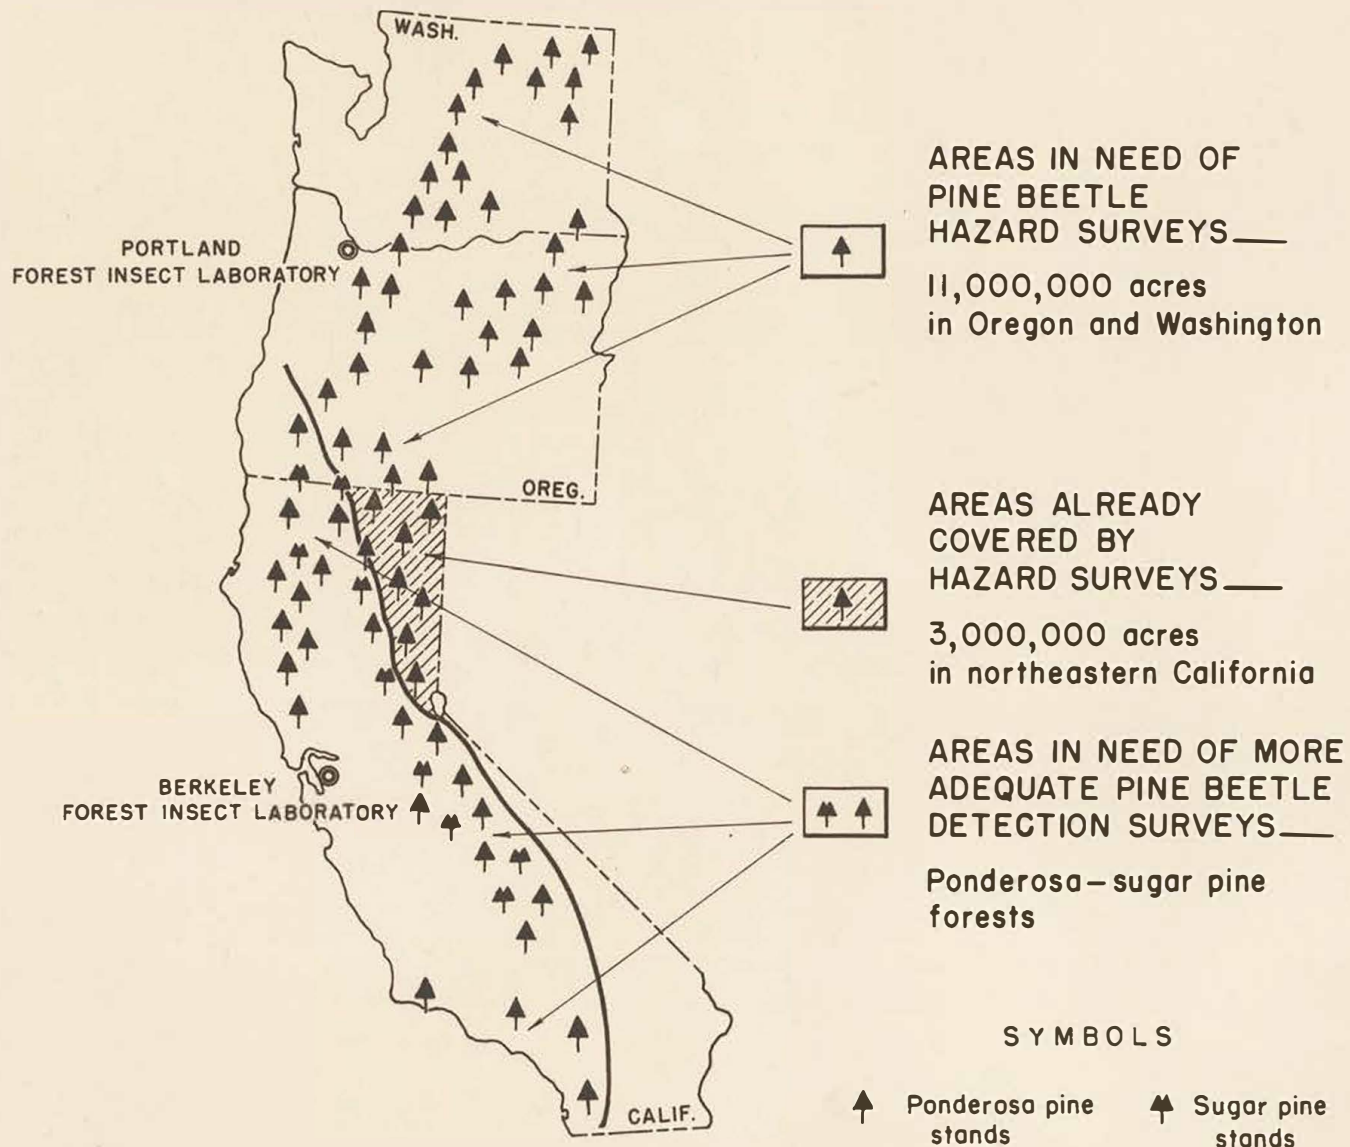 WASH.
PORTLAND
FOREST INSECT LABORATORY
OREG.
BERKELEY
FOREST INSECT LABORATORY
CALIF.
AREAS IN NEED OF
PINE BEETLE
HAZARD SURVEYS
11,000,000 acres
in Oregon and Washington
AREAS ALREADY
COVERED BY
HAZARD SURVEYS
3,000,000 acres
in northeastern California
AREAS IN NEED OF MORE
ADEQUATE PINE BEETLE
DETECTION SURVEYS
Ponderosa-sugar pine
forests
SYMBOLS
Ponderosa pine
stands
Sugar pine
stands